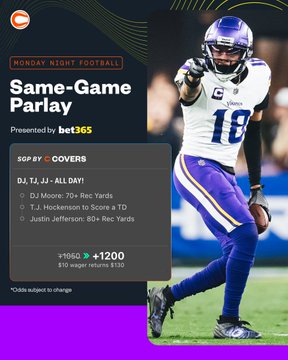 MONDAY NIGHT FOOTBALL
Same-Game
Parlay
Presented by bet365
SGP BY C COVERS
DJ, TJ, JJ - ALL DAY!
DJ Moore: 70+ Rec Yards
T.J. Hockenson to Score a TD
Justin Jefferson: 80+ Rec Yards
+1050 +1200
$10 wager returns $130
*Odds subject to change
C
Vikings
18